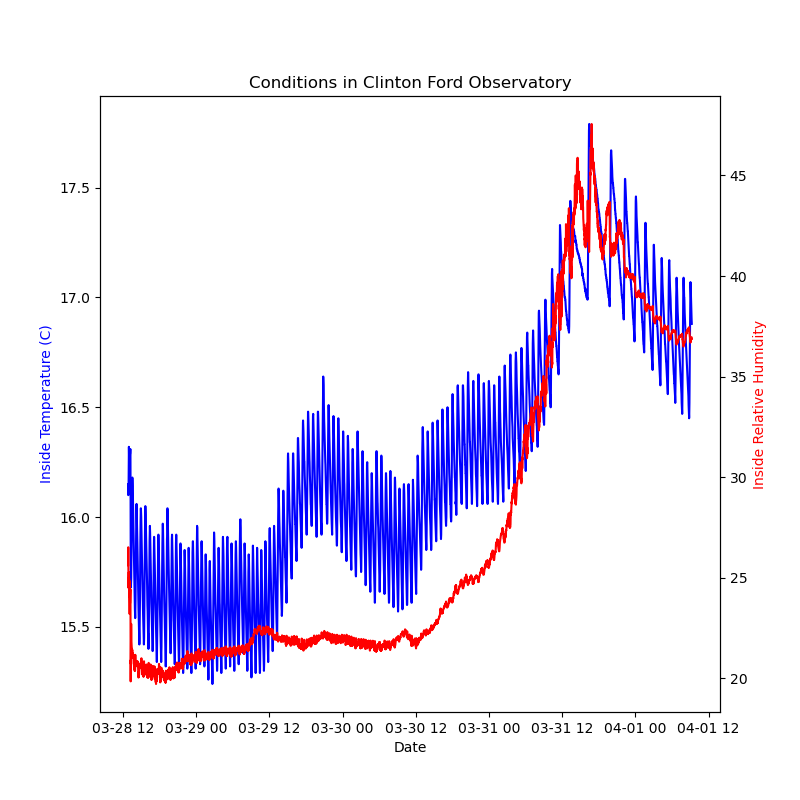 Conditions in Clinton Ford Observatory
Inside Temperature (C)
17.5
17.0
16.5
16.0
15.5
45
40
35
30
25
20
Inside Relative Humidity
03-28 12 03-29 00 03-29 12 03-30 00 03-30 12 03-31 00 03-31 12 04-01 00 04-01 12
Date